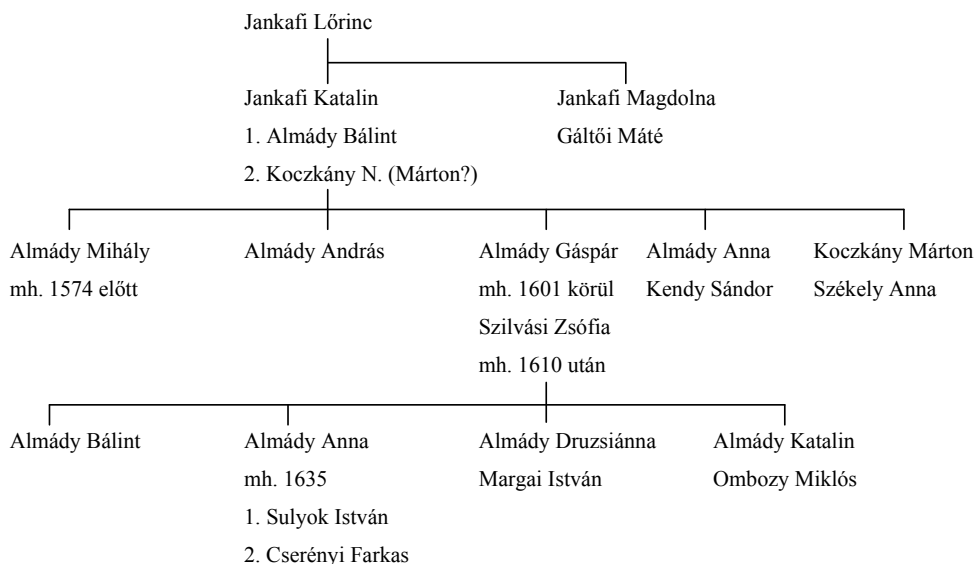 Jankafi Lőrinc
Jankafi Katalin
1. Almády Bálint
2. Koczkány N. (Márton?)
Jankafi Magdolna
Gáltői Máté
Almády Mihály
mh. 1574 előtt
Almády András
Almády Gáspár
mh. 1601 körül
Szilvási Zsófia
mh. 1610 után
Almády Anna
Kendy Sándor
Koczkány Márton
Székely Anna
Almády Bálint
Almády Anna
mh. 1635
1. Sulyok István
2. Cserényi Farkas
Almády Druzsiánna
Margai István
Almády Katalin
Ombozy Miklós